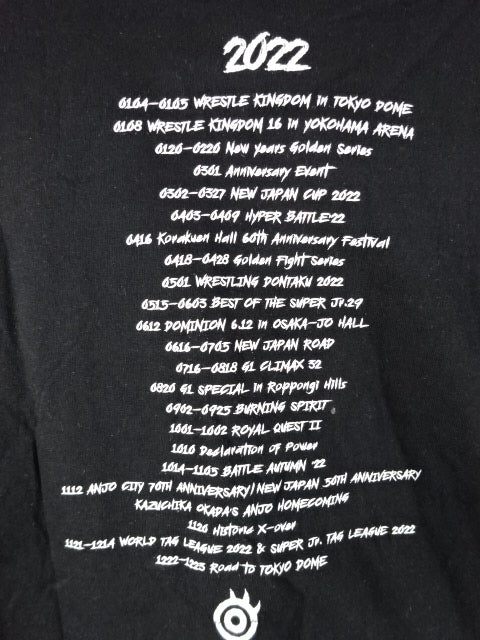 2022
0104-0105 WRESTLE KINGDOM in TOKYO DOME
0108 WRESTLE KINGDOM 16 in YOKOHAMA ARENA
0120-0220 New years Golden Series
0301 Anniversary Event
0302-0327 NEW JAPAN CUP 2022
0403-0409 HYPER BATTLE'22
0416 Korakuen Hall 60th Anniversary Festival
0418-0428 Golden Fight Series
0501 WRESTLING DONTAKU 2022
0515-0603 BEST OF THE SUPER Jr.29
0612 DOMINION 6.12 in OSAKA-JO HALL
0616-0705 NEW JAPAN ROAD
0716-0818 G1 CLIMAX 32
0820 G1 SPECIAL in Roppongi Hills
0902-0925 BURNING SPIRIT
1001-1002 ROYAL QUEST II
1010 Declaration of Power
1014-1105 BATTLE AUTUMN '22
1112 ANJO CITY 70TH ANNIVERSARY/NEW JAPAN 50TH ANNIVERSARY
KAZUCHIKA OKADA'S ANJO HOMECOMING
1120 Historic X-over
1121-1214 WORLD TAG LEAGUE 2022 & SUPER Jr. TAG LEAGUE 2022
1222-1223 Road to TOKYO DOME